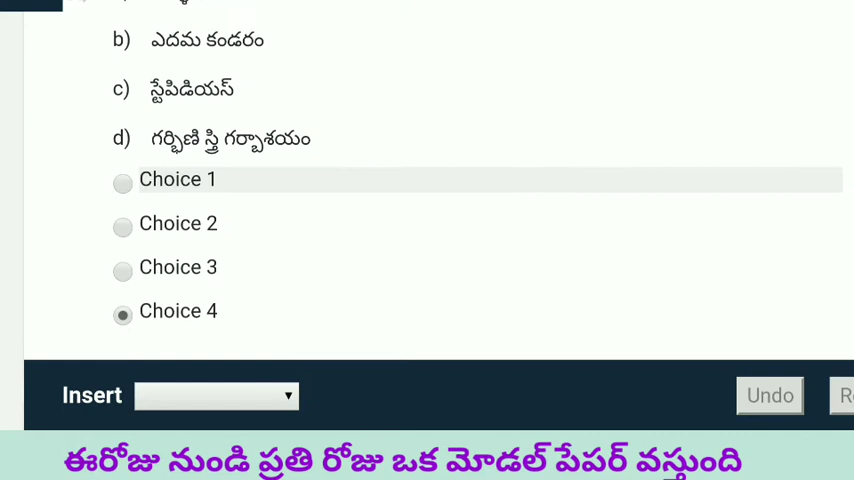 b) ఎదమ కండరం
c) స్టేపిడియస్
d) గర్భిణి స్త్రి గర్బాశయం
Choice 1
Choice 2
Choice 3
Choice 4
Insert
Undo
ఈరోజు నుండి ప్రతి రోజు ఒక మోడల్ పేపర్ వస్తుంది